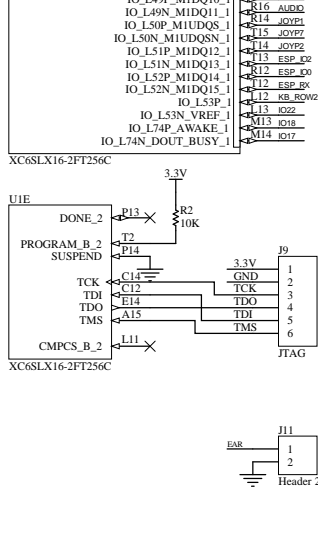 IO_L49P_M1DQ10_1
IO_L49N_M1DQ11_1 R16 AUDIO
IO_L50P_M1UDQS_1 R14 JOYP1
IO_L50N_M1UDQSN_1 T15 JOYP7
IO_L51P_M1DQ12_1 T14 JOYP2
IO_L51N_M1DQ13_1 T13 ESP_IO2
IO_L52P_M1DQ14_1 R12 ESP_IO0
IO_L52N_M1DQ15_1 T12 ESP_RX
IO_L53P_1 L12 KB_ROW2
IO_L53N_VREF_1 L13 IO22
IO_L74P_AWAKE_1 M13 IO18
IO_L74N_DOUT_BUSY_1 M14 IO17
XC6SLX16-2FT256C
3.3V
U1E
R2
10K
DONE_2 P13
PROGRAM_B_2 T2
SUSPEND P14
TCK C14
TDI C12
TDO E14
TMS A15
CMPCS_B_2 L11
XC6SLX16-2FT256C
J9
3.3V 1
GND 2
TCK 3
TDO 4
TDI 5
TMS 6
JTAG
J11
EAR 1
2
Header 2